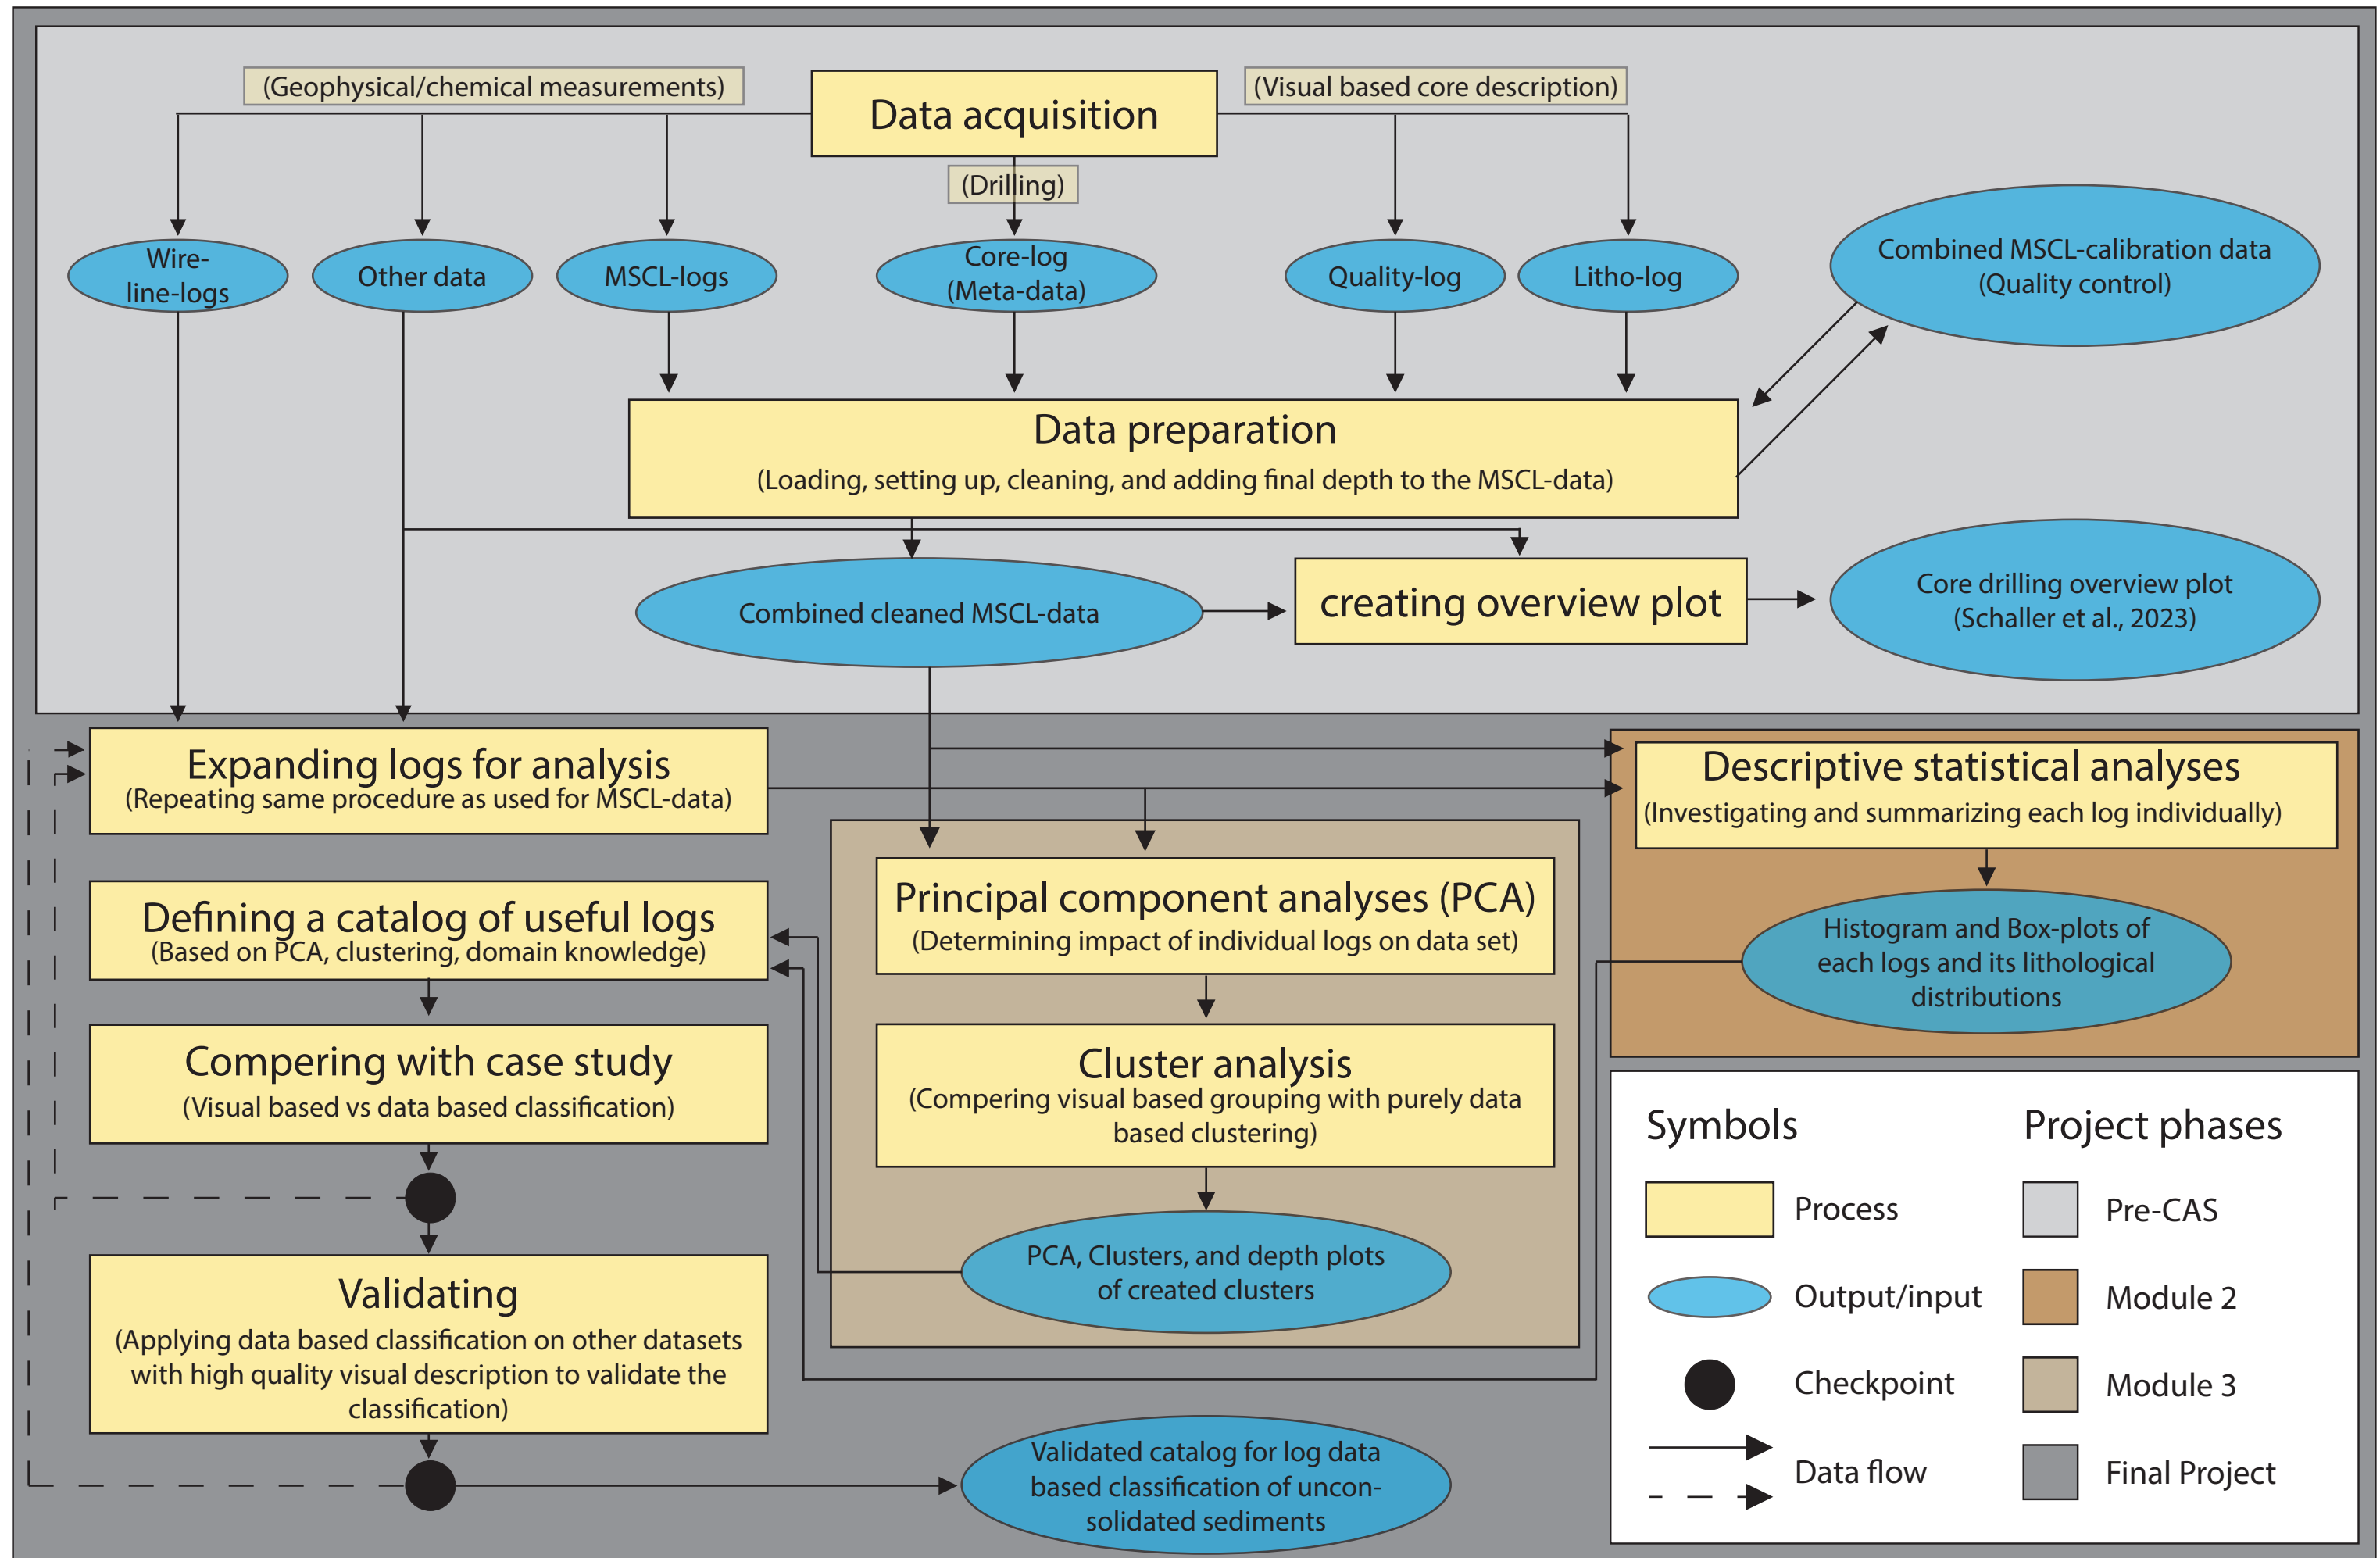 (Geophysical/chemical measurements)
Data acquisition
(Visual based core description)
(Drilling)
Wire-
line-logs
Other data
MSCL-logs
Core-log
(Meta-data)
Quality-log
Litho-log
Combined MSCL-calibration data
(Quality control)
Data preparation
(Loading, setting up, cleaning, and adding final depth to the MSCL-data)
Combined cleaned MSCL-data
creating overview plot
Core drilling overview plot
(Schaller et al., 2023)
Expanding logs for analysis
(Repeating same procedure as used for MSCL-data)
Descriptive statistical analyses
(Investigating and summarizing each log individually)
Defining a catalog of useful logs
(Based on PCA, clustering, domain knowledge)
Principal component analyses (PCA)
(Determining impact of individual logs on data set)
Histogram and Box-plots of
each logs and its lithological
distributions
Compering with case study
(Visual based vs data based classification)
Cluster analysis
(Compering visual based grouping with purely data
based clustering)
PCA, Clusters, and depth plots
of created clusters
Validating
(Applying data based classification on other datasets
with high quality visual description to validate the
classification)
Validated catalog for log data
based classification of uncon-
solidated sediments
Symbols
Process
Output/input
Checkpoint
Data flow
Project phases
Pre-CAS
Module 2
Module 3
Final Project